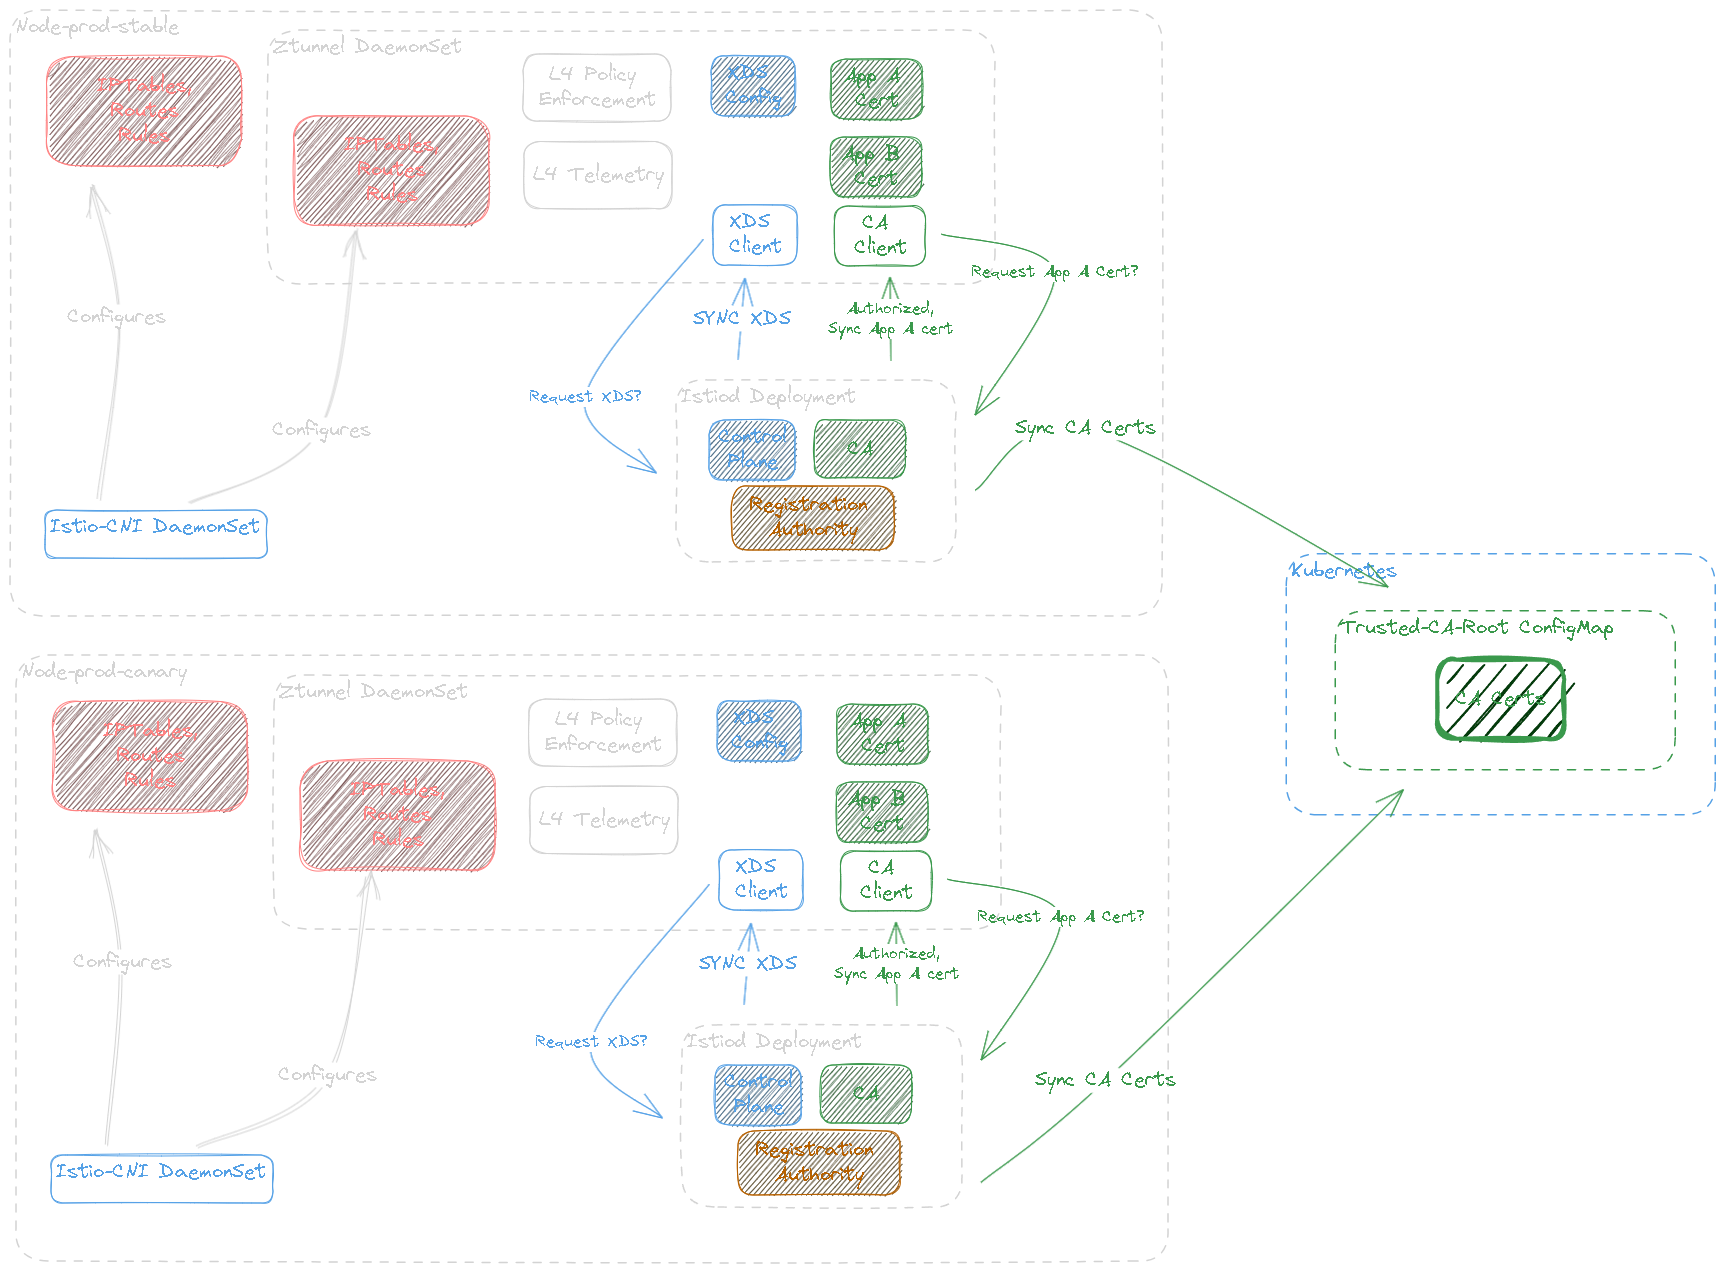 Node-prod-stable
Ztunnel DaemonSet
IPTables,
Routes
Rules
IPTables,
Routes
Rules
L4 Policy
Enforcement
L4 Telemetry
XDS
Config
App A
Cert
App B
Cert
XDS
Client
CA
Client
Request App A Cert?
Configures
SYNC XDS
Authorized,
Sync App A cert
Request XDS?
Istiod Deployment
Configures
Sync CA Certs
Control
Plane
CA
Registration
Authority
Istio-CNI DaemonSet
Kubernetes
Trusted-CA-Root ConfigMap
CA Certs
Node-prod-canary
Ztunnel DaemonSet
IPTables,
Routes
Rules
IPTables,
Routes
Rules
L4 Policy
Enforcement
L4 Telemetry
XDS
Config
App A
Cert
App B
Cert
XDS
Client
CA
Client
Request App A Cert?
Configures
SYNC XDS
Authorized,
Sync App A cert
Request XDS?
Istiod Deployment
Configures
Sync CA Certs
Control
Plane
CA
Registration
Authority
Istio-CNI DaemonSet